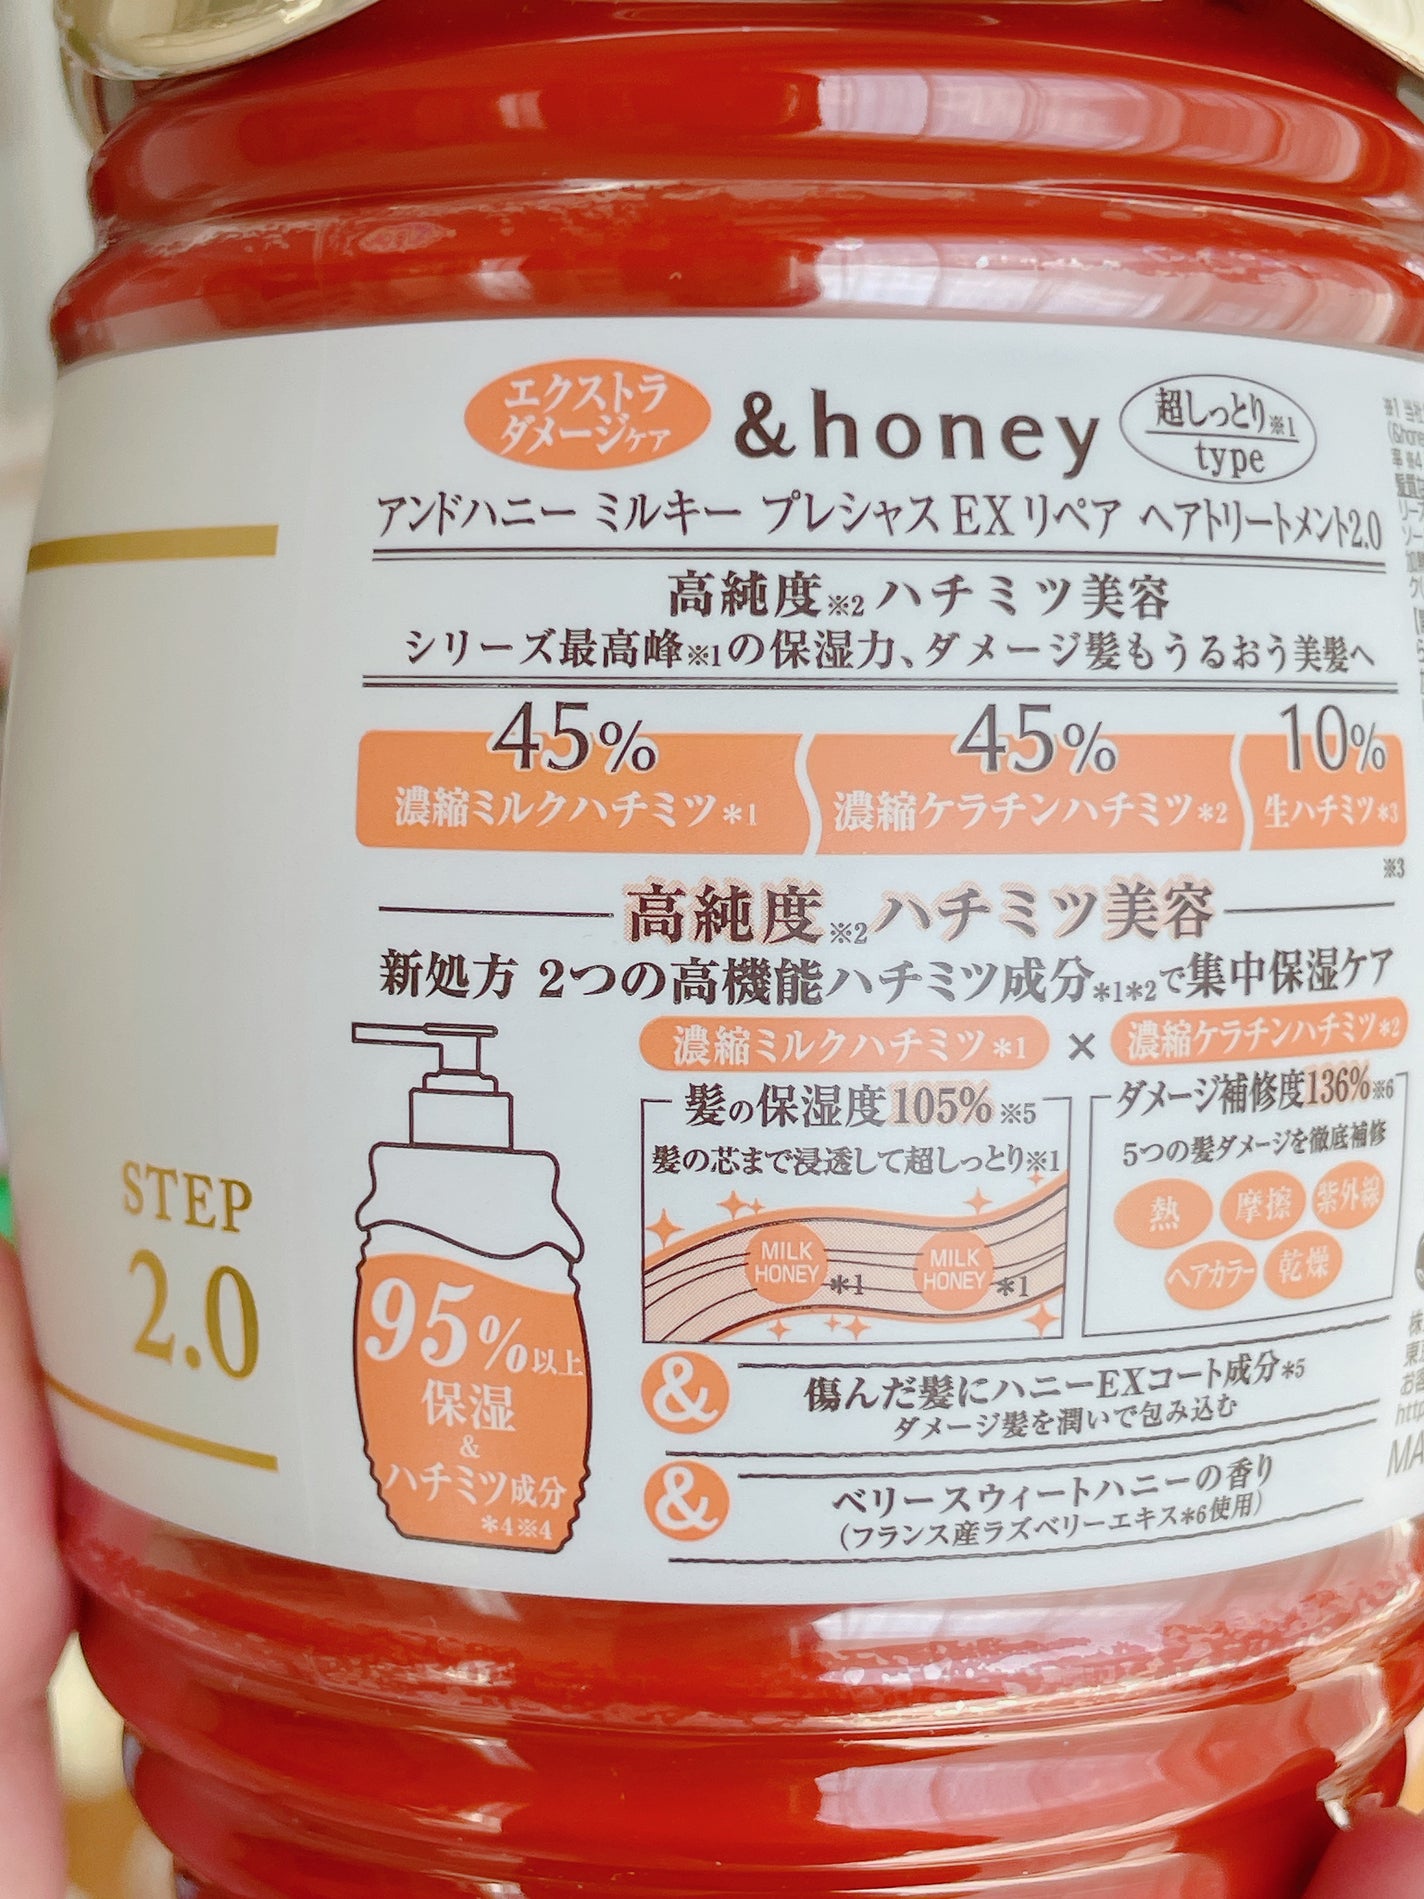 エクストラ
ダメージケア
&honey
超しっとり※1
type
アンドハニー ミルキー プレシャス EX リペア ヘアトリートメント2.0
高純度※2 ハチミツ美容
シリーズ最高峰※1の保湿力、ダメージ髪もうるおう美髪へ
45% 45% 10%
濃縮ミルクハチミツ*1 濃縮ケラチンハチミツ*2 生ハチミツ*3
※3
高純度※2ハチミツ美容
新処方 2つの高機能ハチミツ成分*1*2で集中保湿ケア
濃縮ミルクハチミツ*1 × 濃縮ケラチンハチミツ*2
髪の保湿度105%※5
髪の芯まで浸透して超しっとり※1
MILK
HONEY *1
MILK
HONEY *1
ダメージ補修度136%※6
5つの髪ダメージを徹底補修
熱 摩擦 紫外線
ヘアカラー 乾燥
95%以上
保湿
&
ハチミツ成分
*4※4
& 傷んだ髪にハニーEXコート成分*5
ダメージ髪を潤いで包み込む
& ベリースウィートハニーの香り
(フランス産ラズベリーエキス*6使用)
STEP
2.0